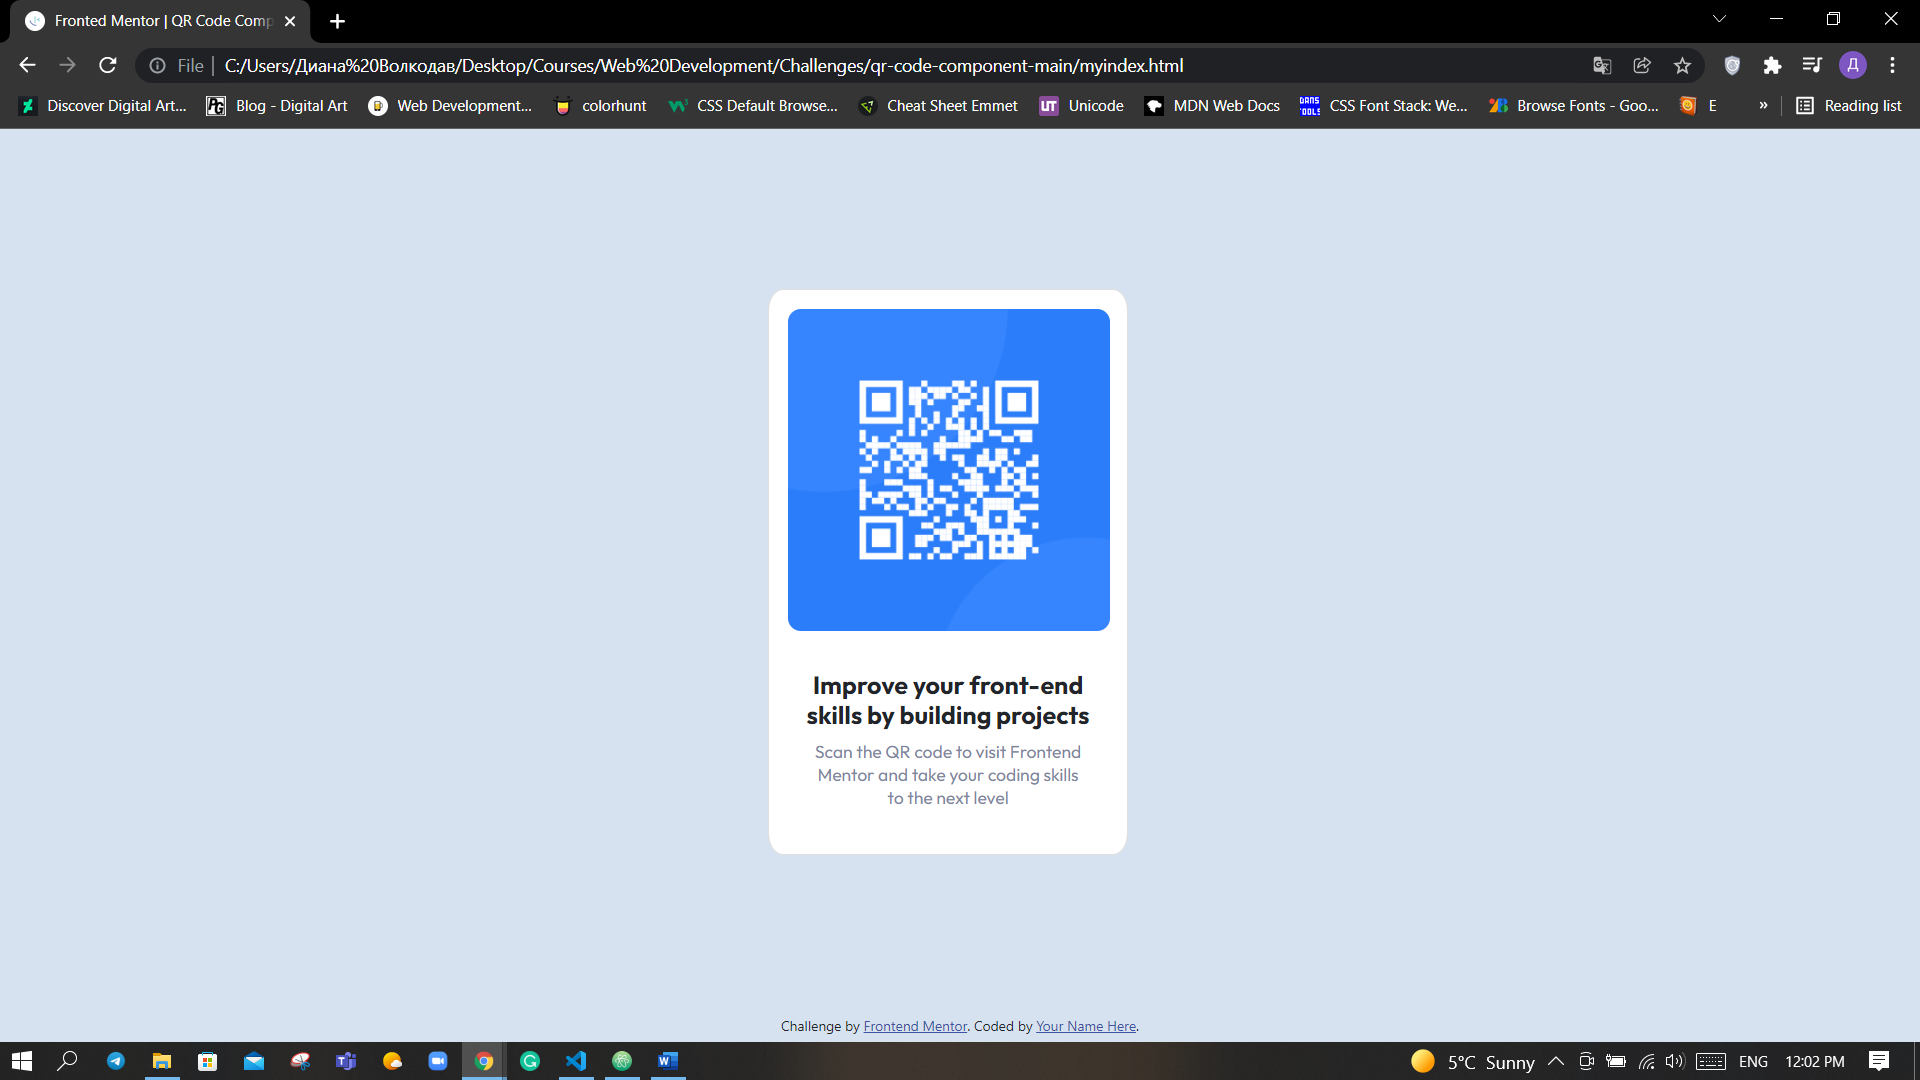 Fronted Mentor | QR Code Comp
File
C:/Users/Диана%20Волкодав/Desktop/Courses/Web%20Development/Challenges/qr-code-component-main/myindex.html
Д
Discover Digital Art... PG Blog - Digital Art Web Development... colorhunt CSS Default Browse... Cheat Sheet Emmet UT Unicode MDN Web Docs DANS TOOLS CSS Font Stack: We... Browse Fonts - Goo... E » Reading list
Improve your front-end
skills by building projects
Scan the QR code to visit Frontend
Mentor and take your coding skills
to the next level
Challenge by Frontend Mentor. Coded by Your Name Here.
5°C Sunny ENG 12:02 PM